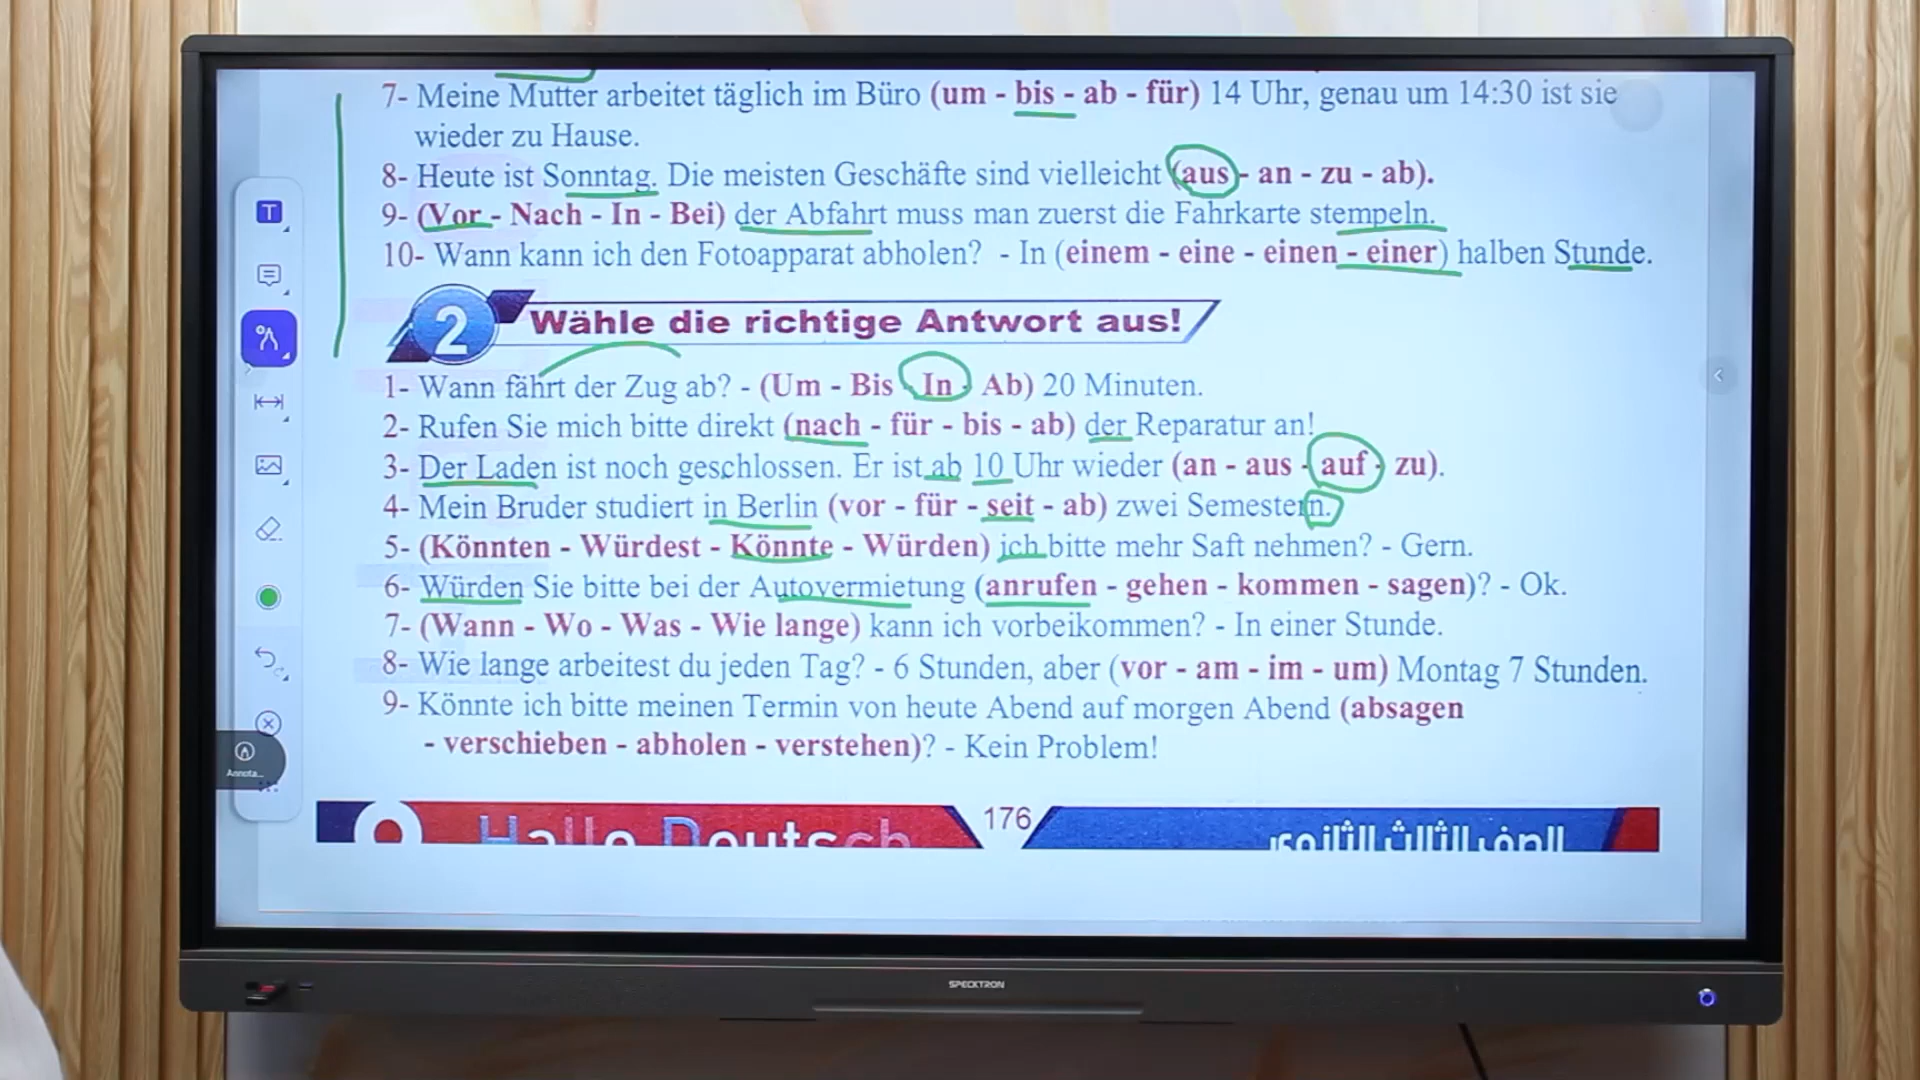 7- Meine Mutter arbeitet täglich im Büro (um - bis - ab - für) 14 Uhr, genau um 14:30 ist sie
wieder zu Hause.
8- Heute ist Sonntag. Die meisten Geschäfte sind vielleicht (aus - an - zu - ab).
9- (Vor - Nach - In - Bei) der Abfahrt muss man zuerst die Fahrkarte stempeln.
10- Wann kann ich den Fotoapparat abholen? - In (einem - eine - einen - einer) halben Stunde.
2 Wähle die richtige Antwort aus!
1- Wann fährt der Zug ab? - (Um - Bis - In - Ab) 20 Minuten.
2- Rufen Sie mich bitte direkt (nach - für - bis - ab) der Reparatur an!
3- Der Laden ist noch geschlossen. Er ist ab 10 Uhr wieder (an - aus - auf - zu).
4- Mein Bruder studiert in Berlin (vor - für - seit - ab) zwei Semestern.
5- (Könnten - Würdest - Könnte - Würden) ich bitte mehr Saft nehmen? - Gern.
6- Würden Sie bitte bei der Autovermietung (anrufen - gehen - kommen - sagen)? - Ok.
7- (Wann - Wo - Was - Wie lange) kann ich vorbeikommen? - In einer Stunde.
8- Wie lange arbeitest du jeden Tag? - 6 Stunden, aber (vor - am - im - um) Montag 7 Stunden.
9- Könnte ich bitte meinen Termin von heute Abend auf morgen Abend (absagen
- verschieben - abholen - verstehen)? - Kein Problem!
T
Annota...
Hallo Deutsch 176 الصف الثالث الثانوي
SPECKTRON